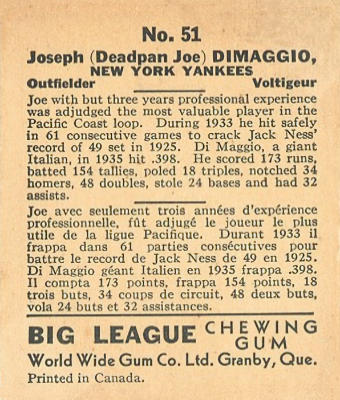 No. 51
Joseph (Deadpan Joe) DIMAGGIO,
NEW YORK YANKEES
Outfielder Voltigeur
Joe with but three years professional experience
was adjudged the most valuable player in the
Pacific Coast loop. During 1933 he hit safely
in 61 consecutive games to crack Jack Ness'
record of 49 set in 1925. Di Maggio, a giant
Italian, in 1935 hit .398. He scored 173 runs,
batted 154 tallies, poled 18 triples, notched 34
homers, 48 doubles, stole 24 bases and had 32
assists.
Joe avec seulement trois années d'expérience
professionnelle, fût adjugé le joueur le plus
utile de la ligue Pacifique. Durant 1933 il
frappa dans 61 parties consécutives pour
battre le record de Jack Ness de 49 en 1925.
Di Maggio géant Italien en 1935 frappa .398.
Il compta 173 points, frappa 154 points, 18
trois buts, 34 coups de circuit, 48 deux buts,
vola 24 buts et 32 assistances.
BIG LEAGUE CHEWING GUM
World Wide Gum Co. Ltd. Granby, Que.
Printed in Canada.